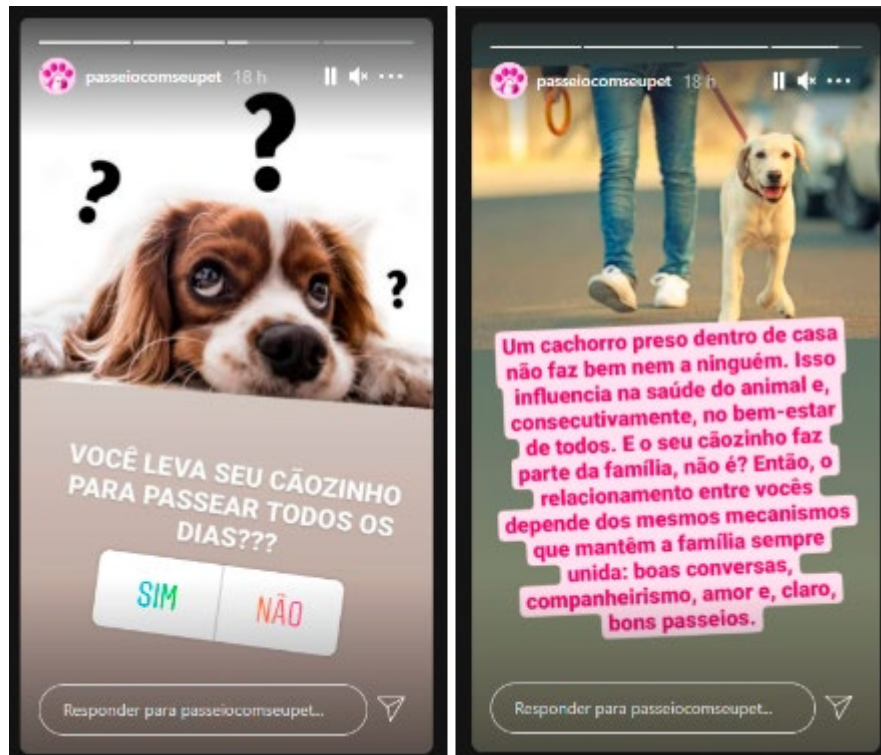 passeiocomseupet 18 h
?
?
?
VOCÊ LEVA SEU CÃOZINHO
PARA PASSEAR TODOS OS
DIAS???
SIM
NÃO
Responder para passeiocomseupet...
passeiocomseupet 18 h
Um cachorro preso dentro de casa
não faz bem nem a ninguém. Isso
influencia na saúde do animal e,
consecutivamente, no bem-estar
de todos. E o seu cãozinho faz
parte da família, não é? Então, o
relacionamento entre vocês
depende dos mesmos mecanismos
que mantêm a família sempre
unida: boas conversas,
companheirismo, amor e, claro,
bons passeios.
Responder para passeiocomseupet...